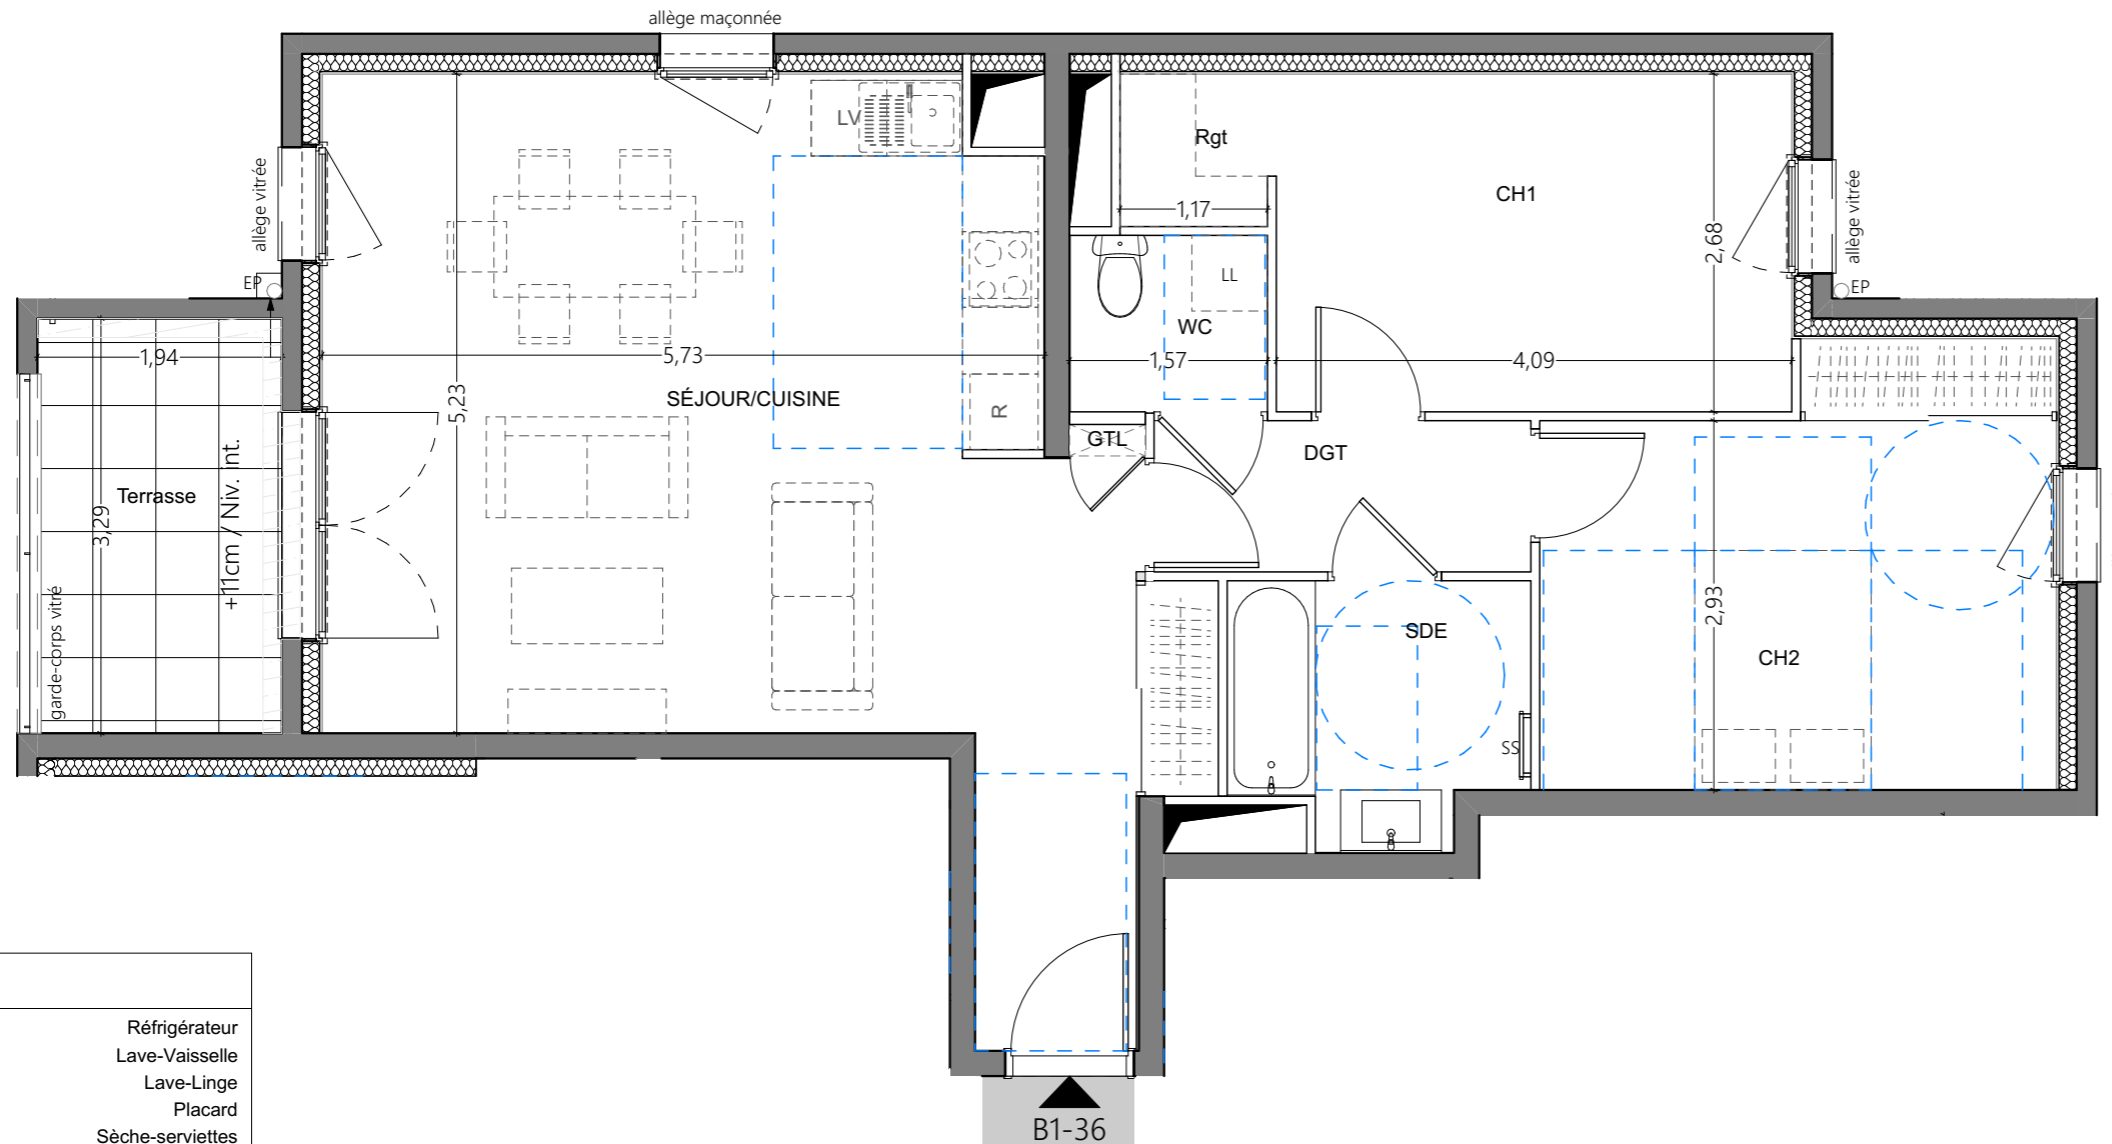 allège maçonnée
LV
Rgt
CH1
allège vitrée
allège vitrée
1,17
2,68
EP
LL
EP
WC
1,94
5,73
1,57
4,09
5,23
SÉJOUR/CUISINE
R
GTL
DGT
Terrasse
3,29
+11cm / Niv. int.
garde-corps vitré
2,93
SDE
CH2
SS
Réfrigérateur
Lave-Vaisselle
Lave-Linge
Placard
Sèche-serviettes
B1-36